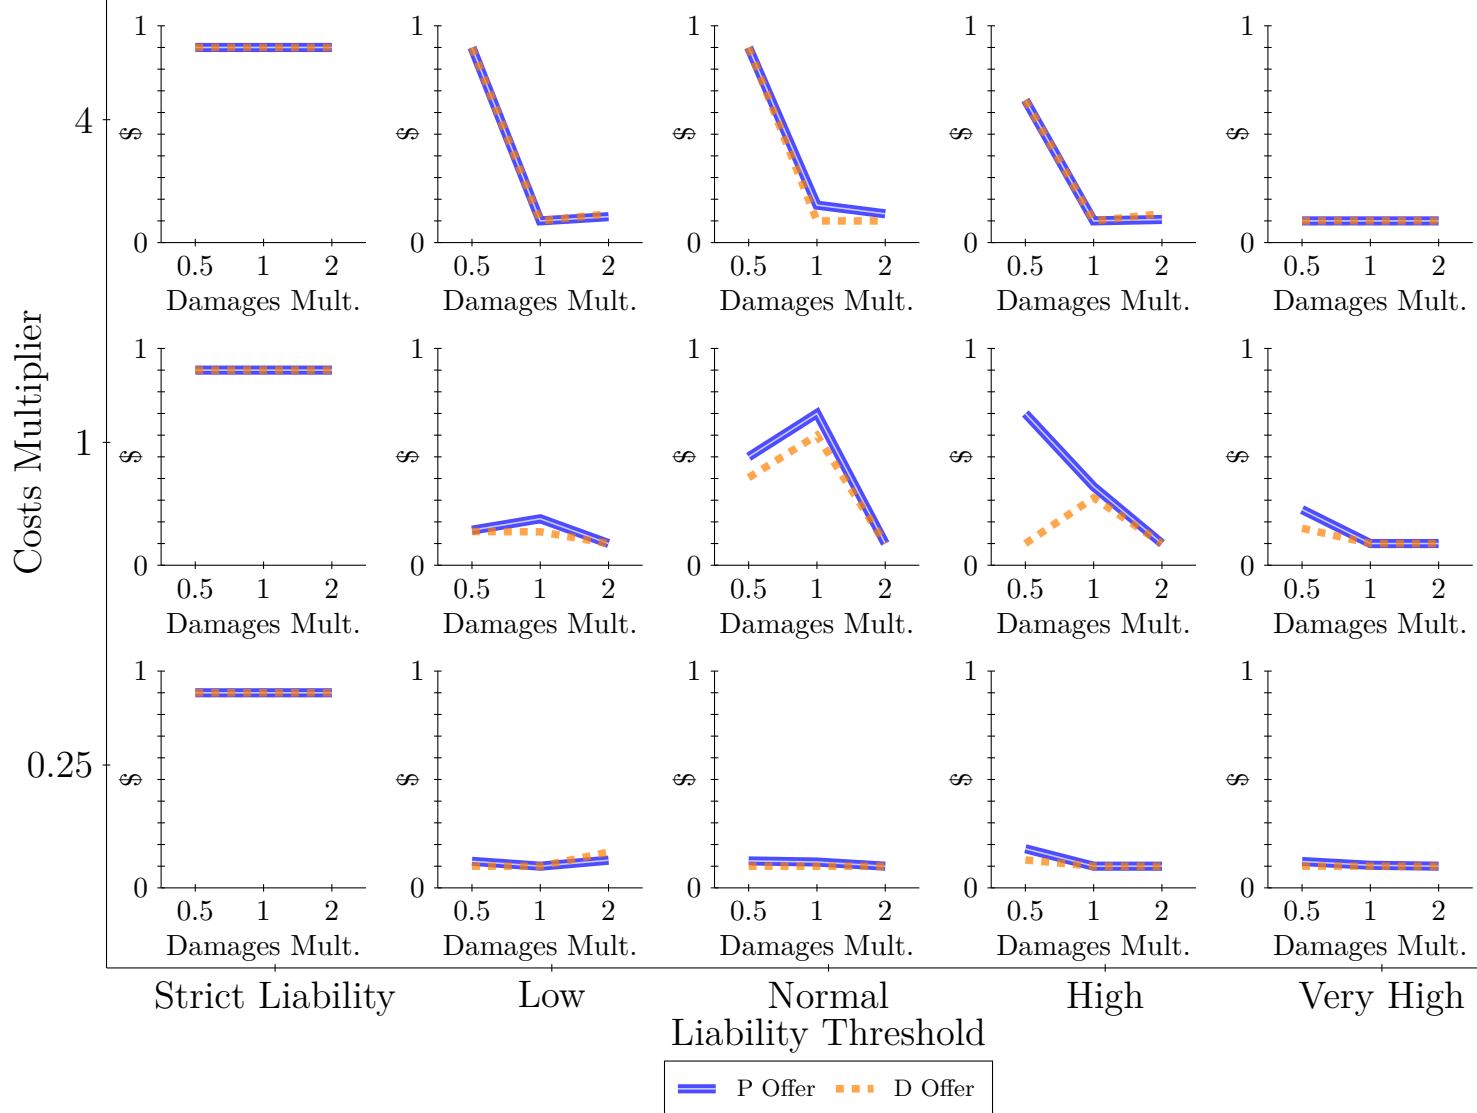 Costs Multiplier
4
1 1 1 1 1
$ $ $ $ $
0 0 0 0 0
0.5 1 2 0.5 1 2 0.5 1 2 0.5 1 2 0.5 1 2
Damages Mult. Damages Mult. Damages Mult. Damages Mult. Damages Mult.
1
1 1 1 1 1
$ $ $ $ $
0 0 0 0 0
0.5 1 2 0.5 1 2 0.5 1 2 0.5 1 2 0.5 1 2
Damages Mult. Damages Mult. Damages Mult. Damages Mult. Damages Mult.
0.25
1 1 1 1 1
$ $ $ $ $
0 0 0 0 0
0.5 1 2 0.5 1 2 0.5 1 2 0.5 1 2 0.5 1 2
Damages Mult. Damages Mult. Damages Mult. Damages Mult. Damages Mult.
Strict Liability Low Normal High Very High
Liability Threshold
P Offer D Offer